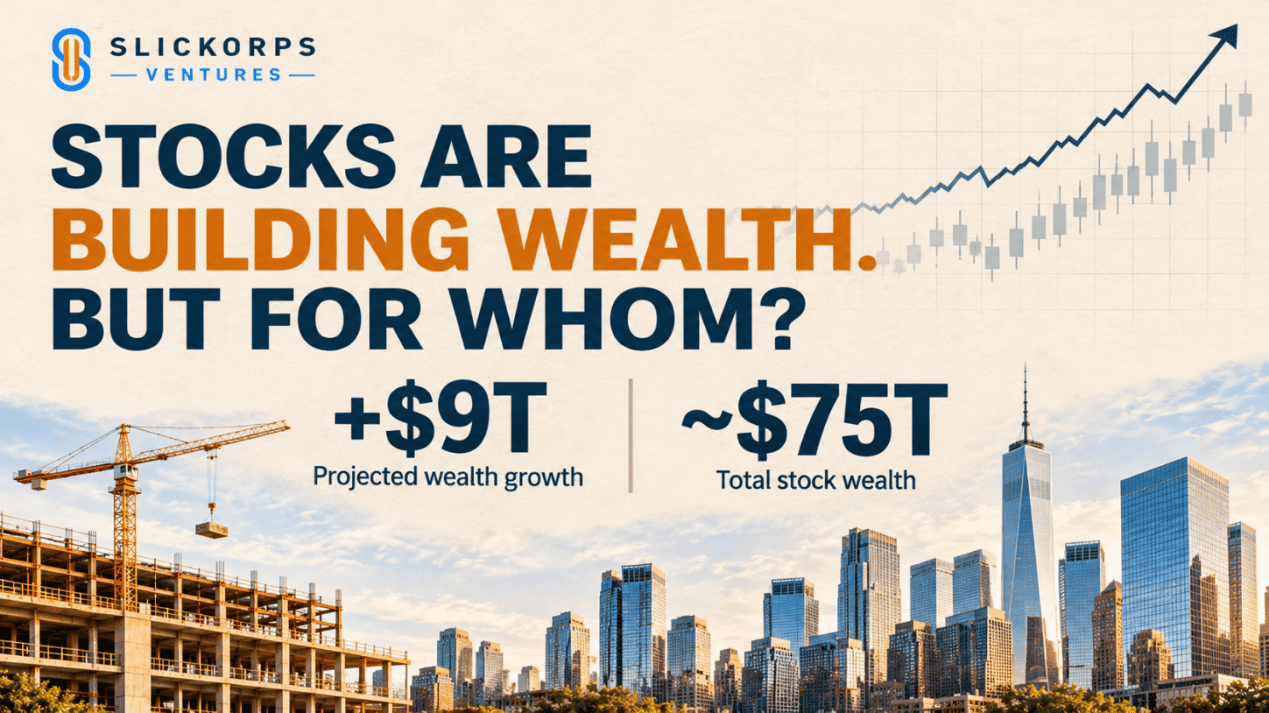 SLICKORPS
VENTURES
STOCKS ARE
BUILDING WEALTH.
BUT FOR WHOM?
+$9T
Projected wealth growth
~$75T
Total stock wealth